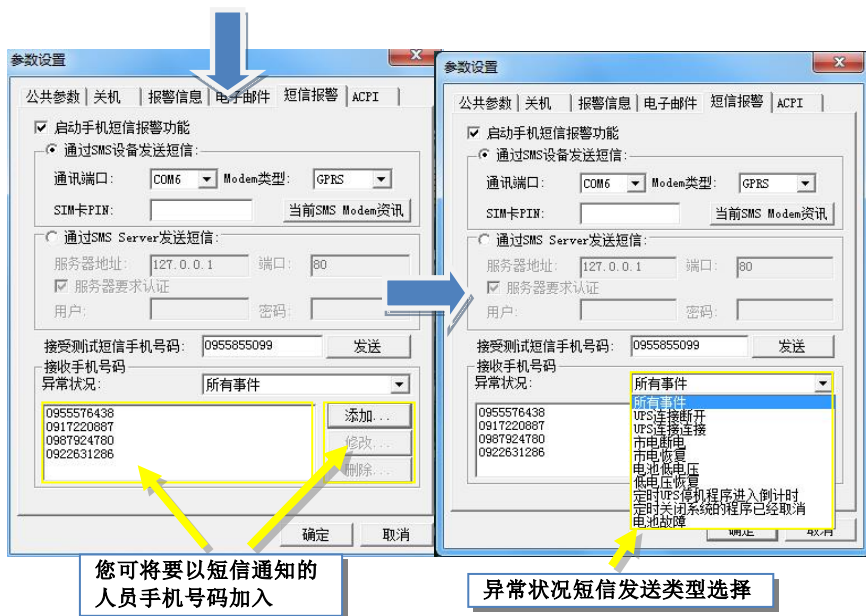 参数设置
公共参数 关机 报警信息 电子邮件 短信报警 ACPI
启动手机短信报警功能
通过SMS设备发送短信:
通讯端口: COM6 Modem类型: GPRS
SIM卡PIN: 当前SMS Modem资讯
通过SMS Server发送短信:
服务器地址: 127.0.0.1 端口: 80
服务器要求认证
用户: 密码:
接受测试短信手机号码: 0955855099 发送
接收手机号码
异常状况: 所有事件
0955576438
0917220887
0987924780
0922631286
添加...
修改...
删除...
确定 取消
您可将要以短信通知的
人员手机号码加入
参数设置
公共参数 关机 报警信息 电子邮件 短信报警 ACPI
启动手机短信报警功能
通过SMS设备发送短信:
通讯端口: COM6 Modem类型: GPRS
SIM卡PIN: 当前SMS Modem资讯
通过SMS Server发送短信:
服务器地址: 127.0.0.1 端口: 80
服务器要求认证
用户: 密码:
接受测试短信手机号码: 0955855099 发送
接收手机号码
异常状况: 所有事件
0955576438
0917220887
0987924780
0922631286
所有事件
UPS连接断开
UPS连接连接
市电断电
市电恢复
电池低电压
低电压恢复
定时UPS停机程序进入倒计时
定时关闭系统的程序已经取消
电池故障
确定 取消
异常状况短信发送类型选择